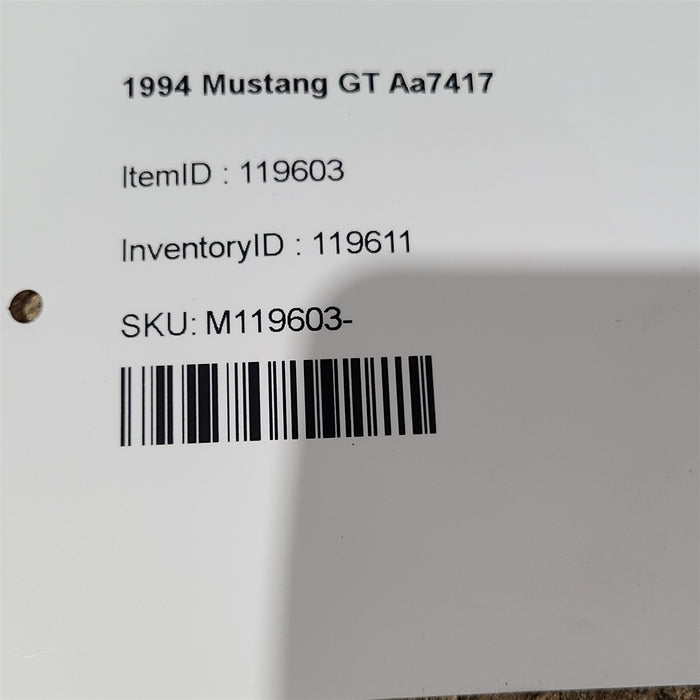 1994 Mustang GT Aa7417
ItemID : 119603
InventoryID : 119611
SKU: M119603-